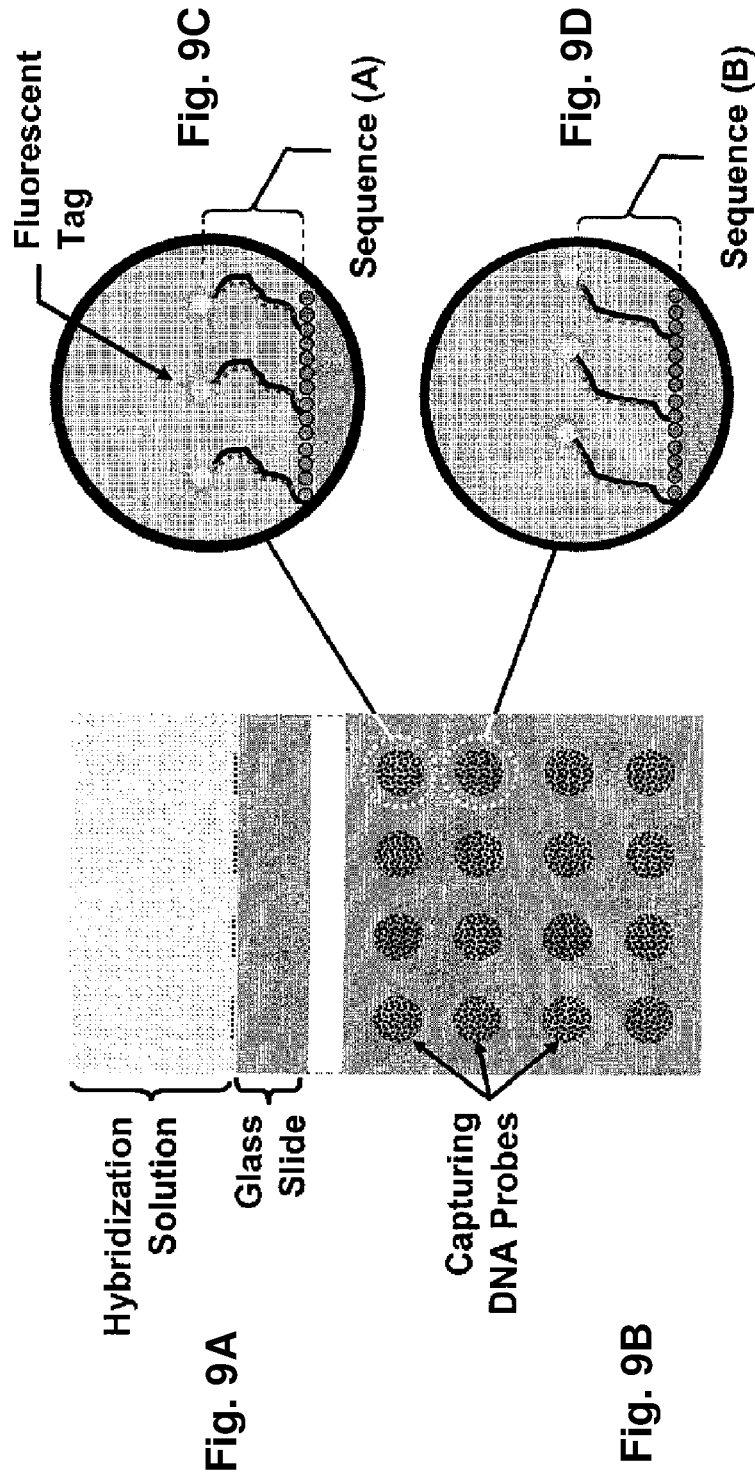 Fig. 9A
Hybridization
Solution
Glass
Slide
Fig. 9B
Capturing
DNA Probes
Fluorescent
Tag
Fig. 9C
Sequence (A)
Fig. 9D
Sequence (B)